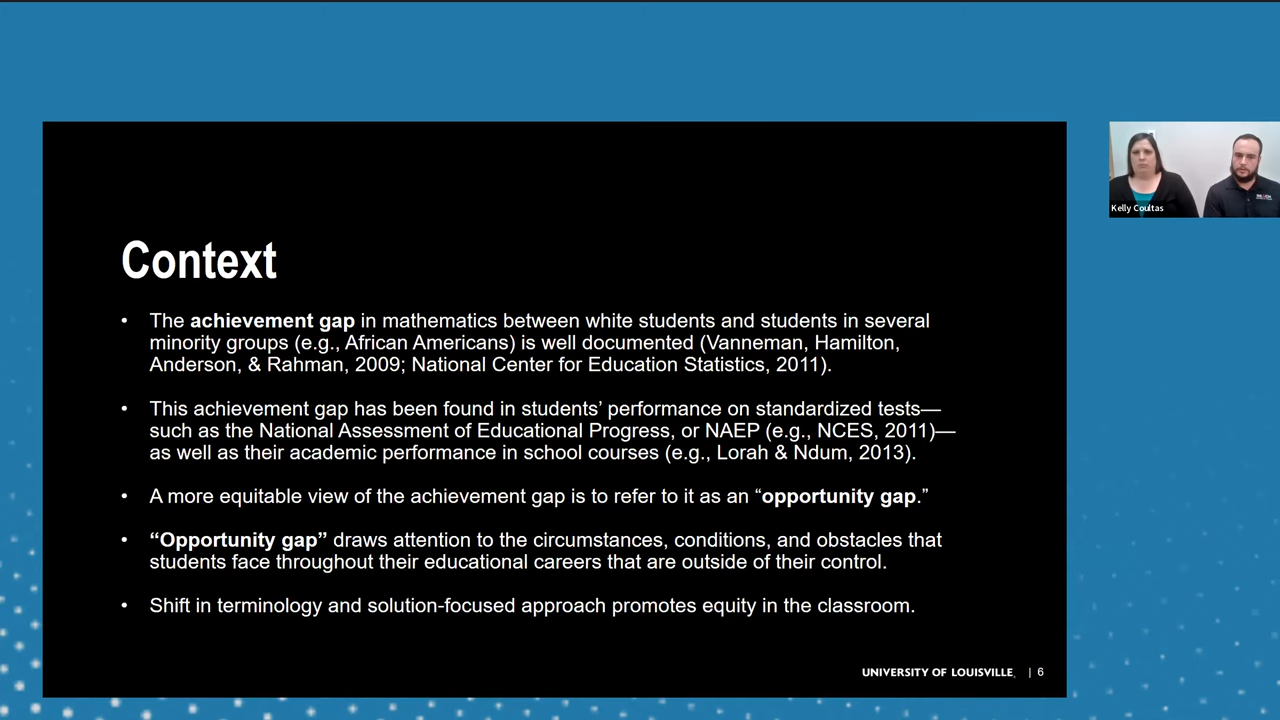 Context
• The achievement gap in mathematics between white students and students in several
minority groups (e.g., African Americans) is well documented (Vanneman, Hamilton,
Anderson, & Rahman, 2009; National Center for Education Statistics, 2011).
• This achievement gap has been found in students’ performance on standardized tests—
such as the National Assessment of Educational Progress, or NAEP (e.g., NCES, 2011)—
as well as their academic performance in school courses (e.g., Lorah & Ndum, 2013).
• A more equitable view of the achievement gap is to refer to it as an “opportunity gap.”
• “Opportunity gap” draws attention to the circumstances, conditions, and obstacles that
students face throughout their educational careers that are outside of their control.
• Shift in terminology and solution-focused approach promotes equity in the classroom.
UNIVERSITY OF LOUISVILLE. | 6
Kelly Coultas